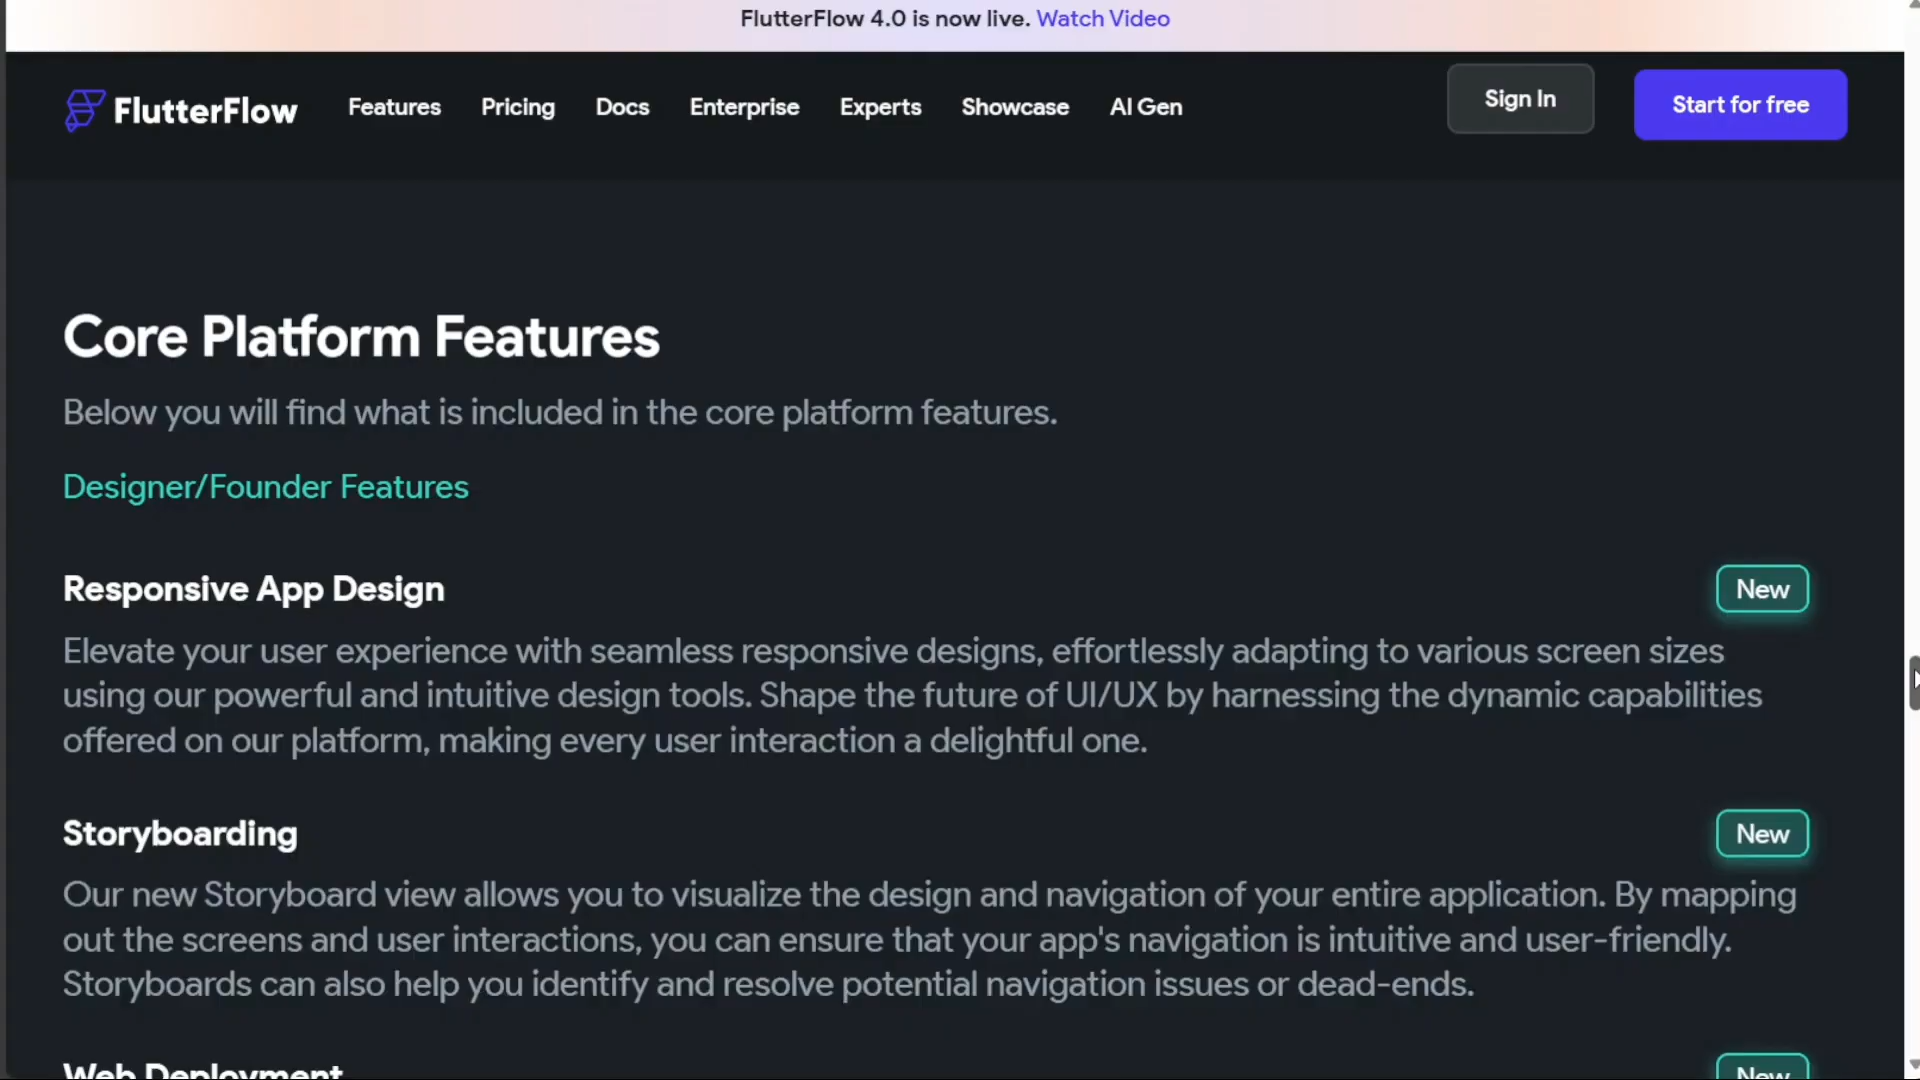 FlutterFlow 4.0 is now live. Watch Video
FlutterFlow Features Pricing Docs Enterprise Experts Showcase AI Gen Sign In Start for free
Core Platform Features
Below you will find what is included in the core platform features.
Designer/Founder Features
Responsive App Design New
Elevate your user experience with seamless responsive designs, effortlessly adapting to various screen sizes
using our powerful and intuitive design tools. Shape the future of UI/UX by harnessing the dynamic capabilities
offered on our platform, making every user interaction a delightful one.
Storyboarding New
Our new Storyboard view allows you to visualize the design and navigation of your entire application. By mapping
out the screens and user interactions, you can ensure that your app's navigation is intuitive and user-friendly.
Storyboards can also help you identify and resolve potential navigation issues or dead-ends.
Web Deployment New